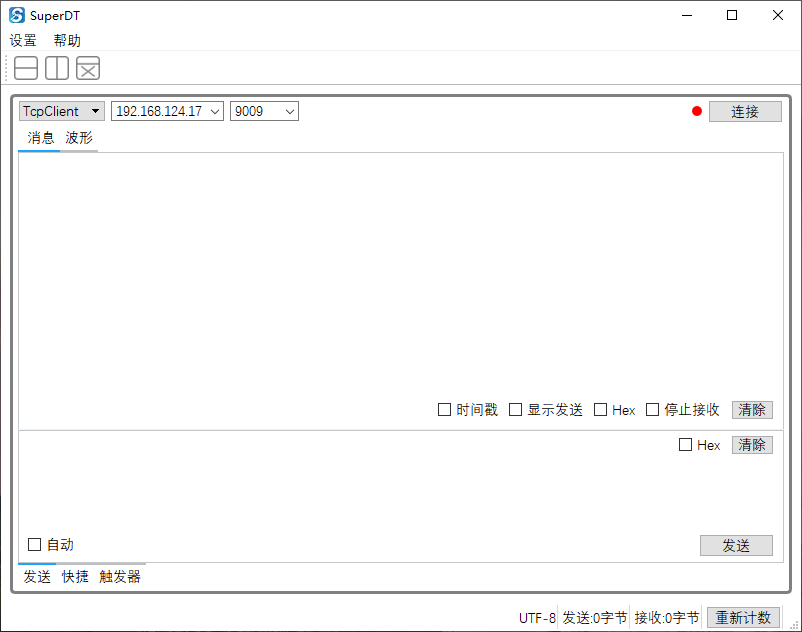 SuperDT
设置 帮助
TcpClient 192.168.124.17 9009 连接
消息 波形
时间戳 显示发送 Hex 停止接收 清除
Hex 清除
自动 发送
发送 快捷 触发器
UTF-8 发送:0字节 接收:0字节 重新计数